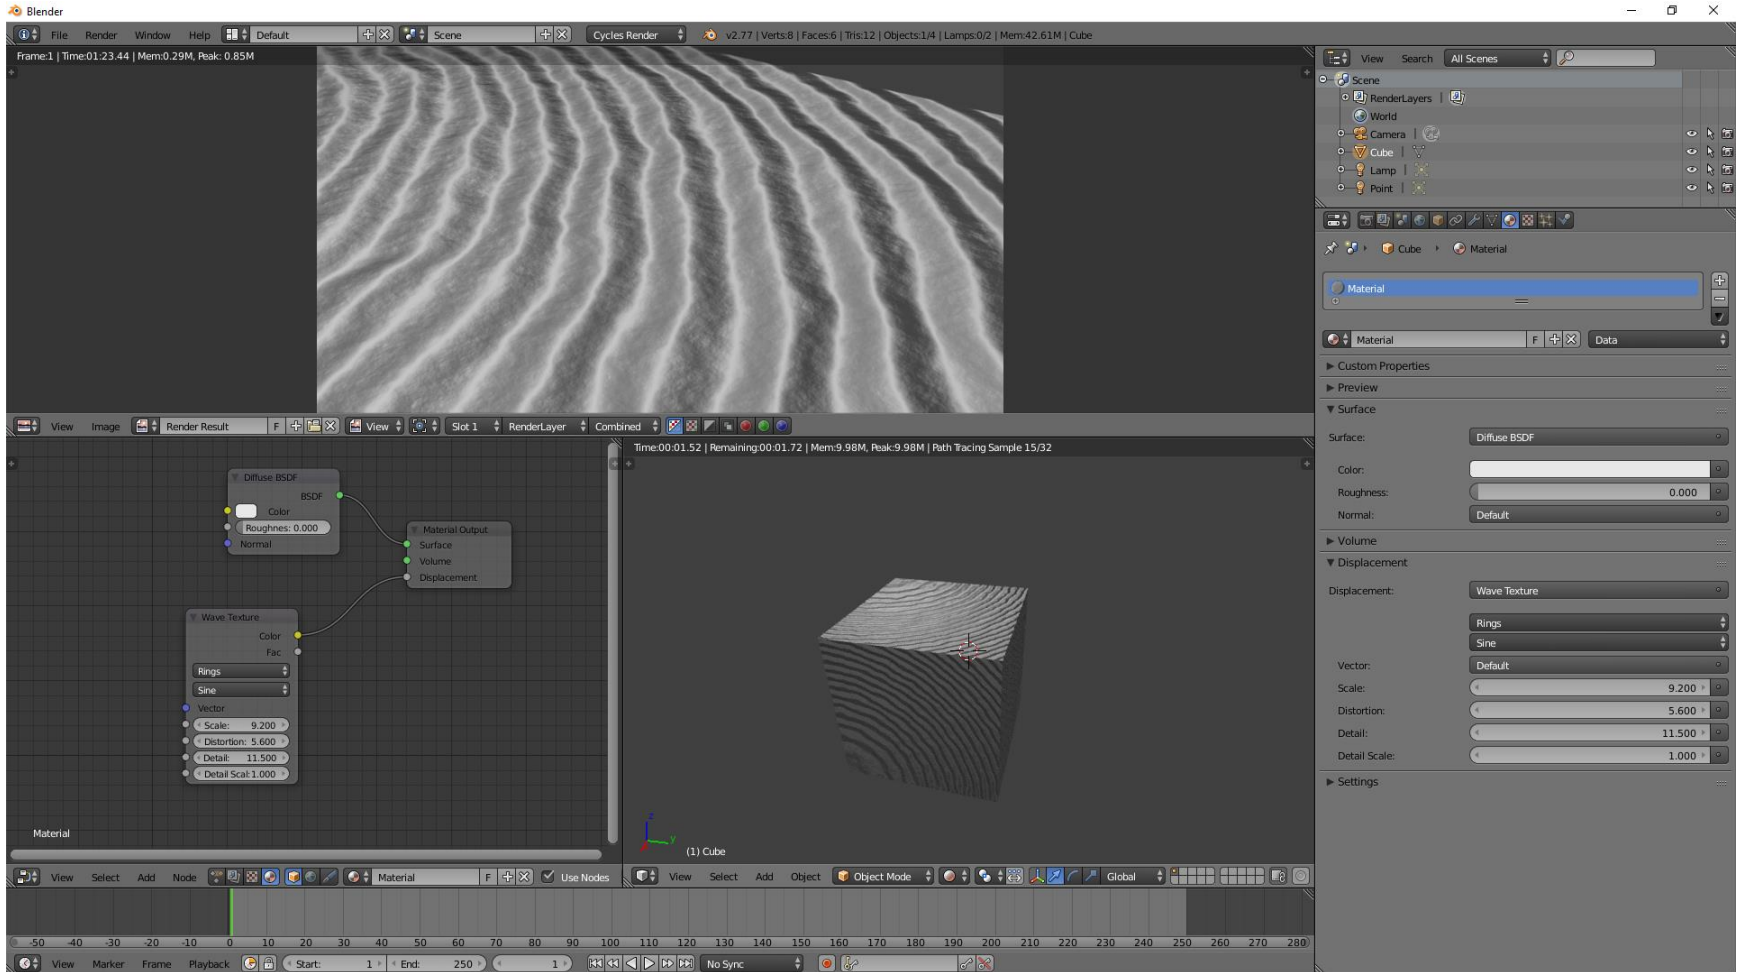 Blender
File Render Window Help Default Scene Cycles Render v2.77 | Verts:8 | Faces:6 | Tris:12 | Objects:1/4 | Lamps:0/2 | Mem:42.61M | Cube
Frame:1 | Time:01:23.44 | Mem:0.29M, Peak: 0.85M
View Search All Scenes
Scene
RenderLayers |
World
Camera |
Cube |
Lamp |
Point |
Cube Material
Material
Material F Data
Custom Properties
Preview
Surface
Surface: Diffuse BSDF
Color:
Roughness: 0.000
Normal: Default
Volume
Displacement
Displacement: Wave Texture
Rings
Sine
Vector: Default
Scale: 9.200
Distortion: 5.600
Detail: 11.500
Detail Scale: 1.000
Settings
View Image Render Result F View Slot 1 RenderLayer Combined
Diffuse BSDF
BSDF
Color
Roughnes: 0.000
Normal
Material Output
Surface
Volume
Displacement
Wave Texture
Color
Fac
Rings
Sine
Vector
Scale: 9.200
Distortion: 5.600
Detail: 11.500
Detail Scal:1.000
Material
View Select Add Node Material F Use Nodes
Time:00:01.52 | Remaining:00:01.72 | Mem:9.98M, Peak:9.98M | Path Tracing Sample 15/32
z
y
(1) Cube
View Select Add Object Object Mode Global
-50 -40 -30 -20 -10 0 10 20 30 40 50 60 70 80 90 100 110 120 130 140 150 160 170 180 190 200 210 220 230 240 250 260 270 280
View Marker Frame Playback Start: 1 End: 250 1 No Sync